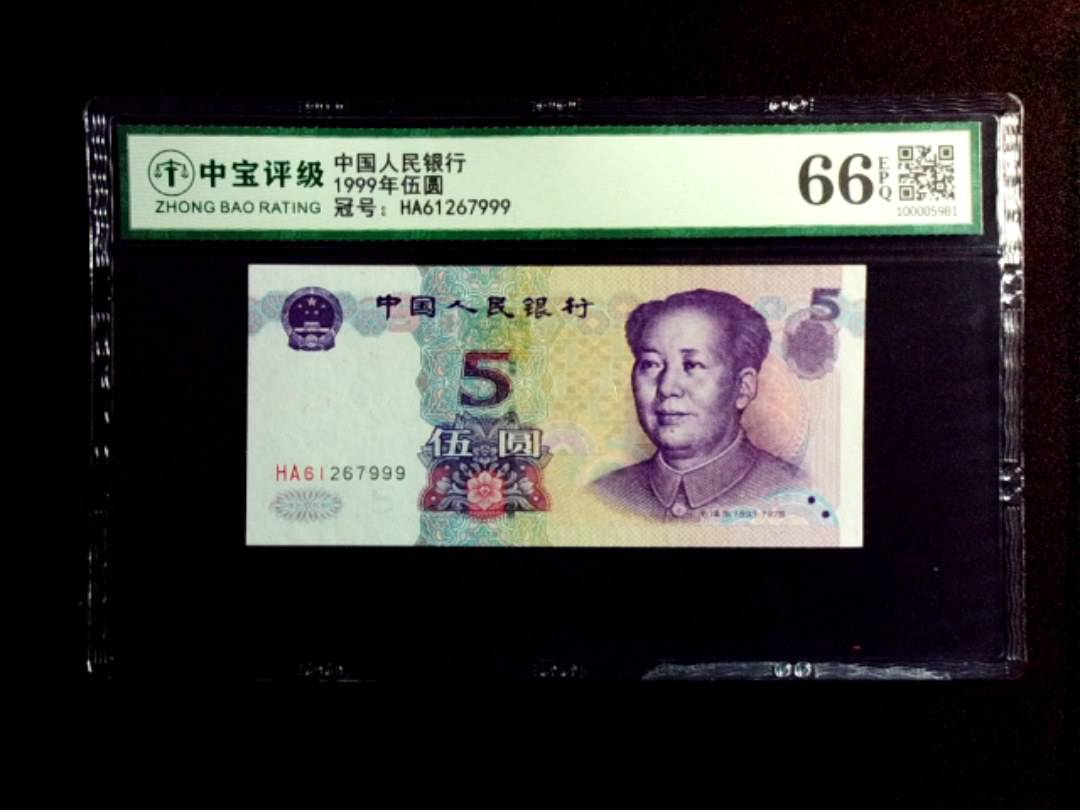 中宝评级
ZHONG BAO RATING
中国人民银行
1999年伍圆
冠号：HA61267999
66
EPQ
100005981
中国人民银行
5
5
伍圆
HA61267999